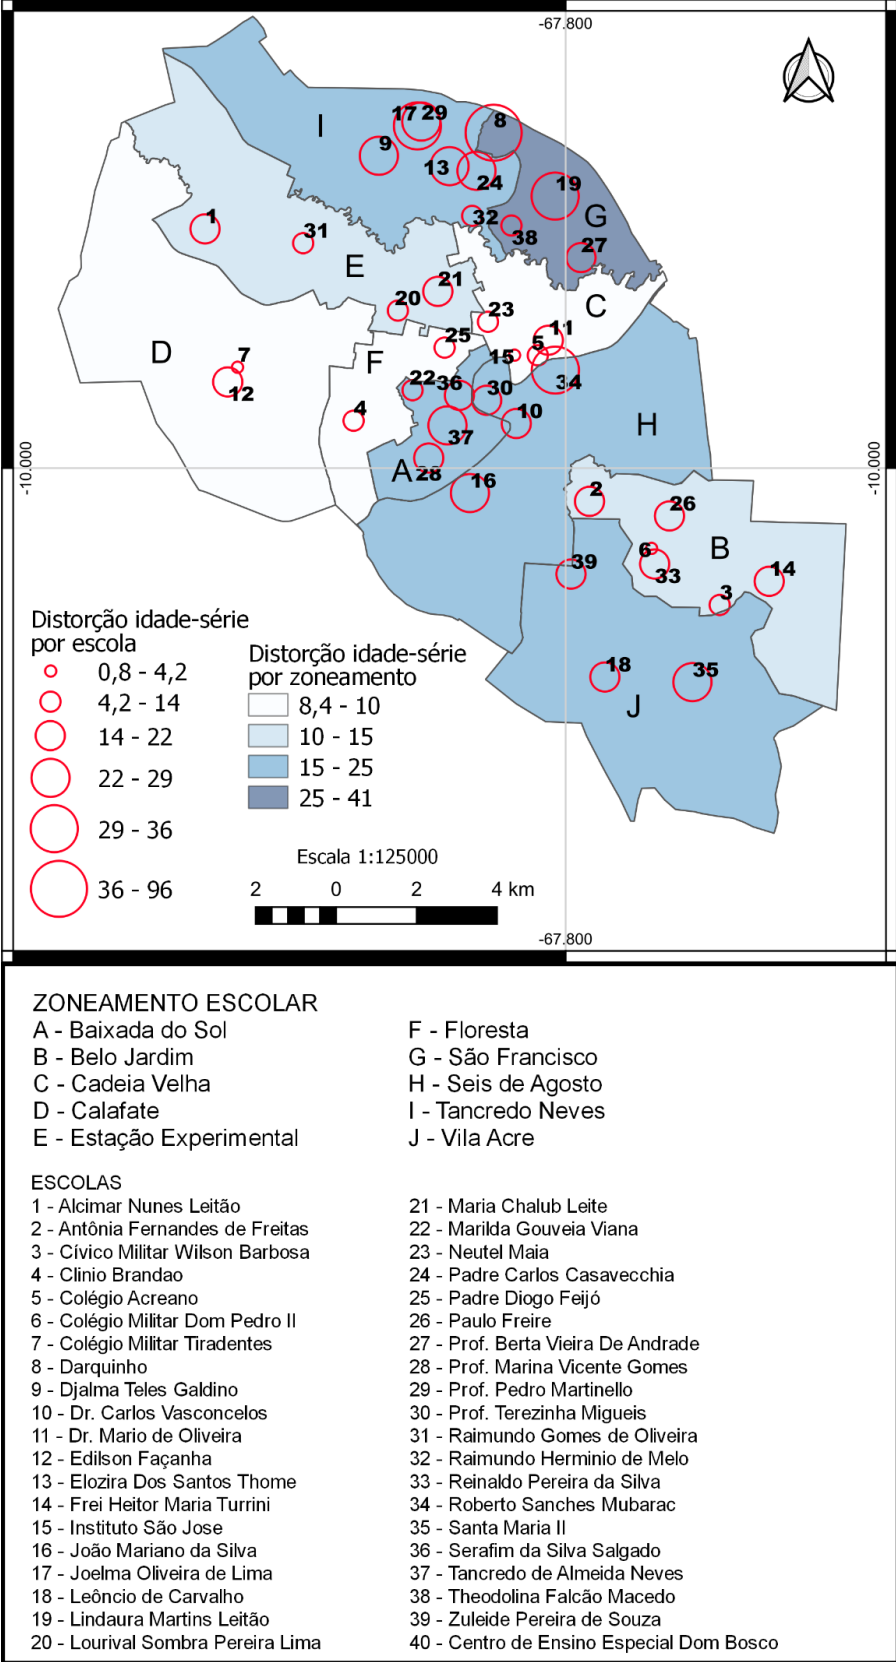 -67.800
I
17
29
8
9
13
24
19
G
1
31
32
38
27
E
21
20
23
C
25
11
D
7
F
15
5
12
22
36
30
34
4
10
H
37
A
28
-10.000
-10.000
16
2
26
6
B
39
33
14
3
18
35
J
Distorção idade-série
por escola
0,8 - 4,2
4,2 - 14
14 - 22
22 - 29
29 - 36
36 - 96
Distorção idade-série
por zoneamento
8,4 - 10
10 - 15
15 - 25
25 - 41
Escala 1:125000
2 0 2 4 km
-67.800
ZONEAMENTO ESCOLAR
A - Baixada do Sol
B - Belo Jardim
C - Cadeia Velha
D - Calafate
E - Estação Experimental
F - Floresta
G - São Francisco
H - Seis de Agosto
I - Tancredo Neves
J - Vila Acre
ESCOLAS
1 - Alcimar Nunes Leitão
2 - Antônia Fernandes de Freitas
3 - Cívico Militar Wilson Barbosa
4 - Clinio Brandao
5 - Colégio Acreano
6 - Colégio Militar Dom Pedro II
7 - Colégio Militar Tiradentes
8 - Darquinho
9 - Djalma Teles Galdino
10 - Dr. Carlos Vasconcelos
11 - Dr. Mario de Oliveira
12 - Edilson Façanha
13 - Elozira Dos Santos Thome
14 - Frei Heitor Maria Turrini
15 - Instituto São Jose
16 - João Mariano da Silva
17 - Joelma Oliveira de Lima
18 - Leôncio de Carvalho
19 - Lindaura Martins Leitão
20 - Lourival Sombra Pereira Lima
21 - Maria Chalub Leite
22 - Marilda Gouveia Viana
23 - Neutel Maia
24 - Padre Carlos Casavecchia
25 - Padre Diogo Feijó
26 - Paulo Freire
27 - Prof. Berta Vieira De Andrade
28 - Prof. Marina Vicente Gomes
29 - Prof. Pedro Martinello
30 - Prof. Terezinha Migueis
31 - Raimundo Gomes de Oliveira
32 - Raimundo Herminio de Melo
33 - Reinaldo Pereira da Silva
34 - Roberto Sanches Mubarac
35 - Santa Maria II
36 - Serafim da Silva Salgado
37 - Tancredo de Almeida Neves
38 - Theodolina Falcão Macedo
39 - Zuleide Pereira de Souza
40 - Centro de Ensino Especial Dom Bosco